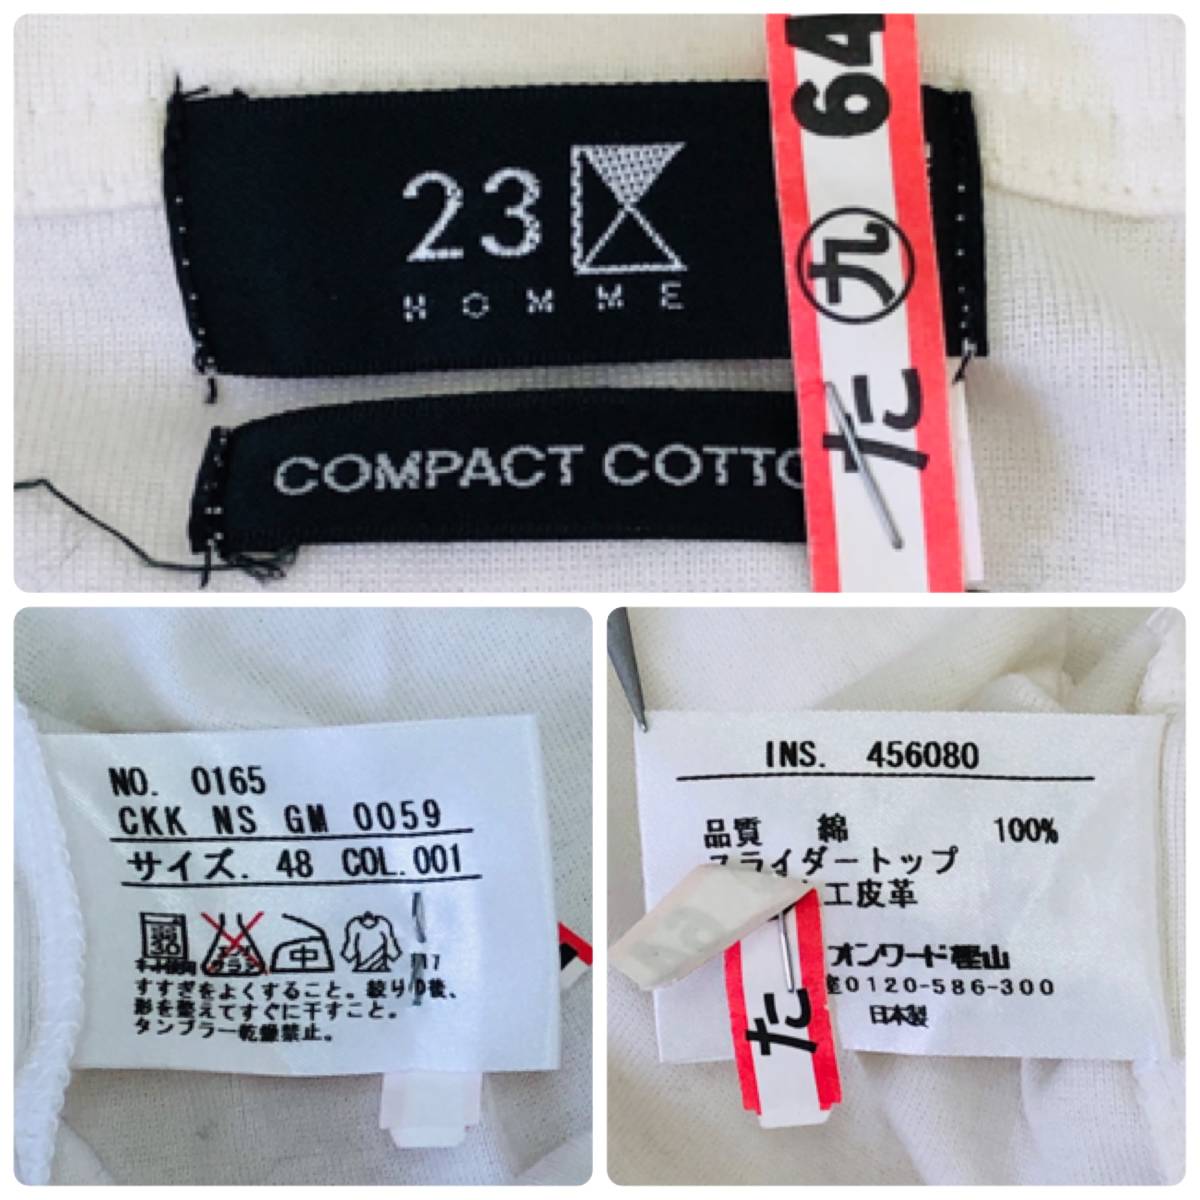 23
HOMME
COMPACT COTTO
64
九
た
NO. 0165
CKK NS GM 0059
サイズ. 48 COL.001
中
すすぎをよくすること。絞り の後、
形を整えてすぐに干すこと。
タンブラー乾燥禁止。
INS. 456080
品質 綿 100%
スライダートップ
工皮革
オンワード樫山
0120-586-300
日本製
た